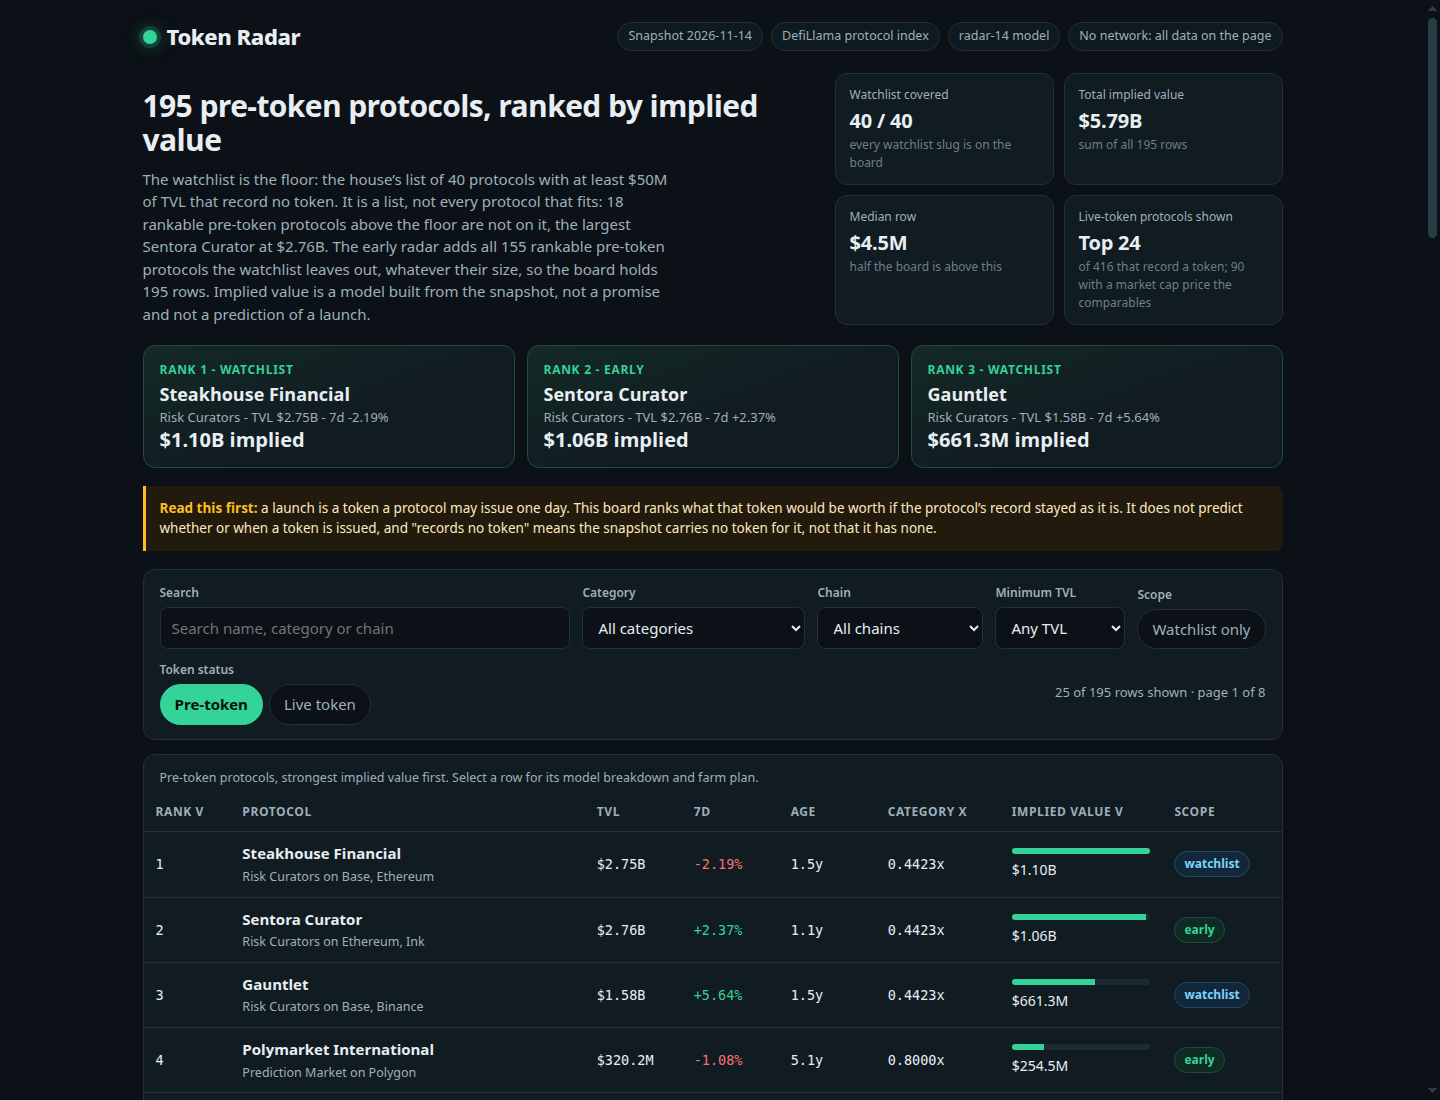 Token Radar
Snapshot 2026-11-14
DefiLlama protocol index
radar-14 model
No network: all data on the page
195 pre-token protocols, ranked by implied
value
The watchlist is the floor: the house's list of 40 protocols with at least $50M
of TVL that record no token. It is a list, not every protocol that fits: 18
rankable pre-token protocols above the floor are not on it, the largest
Sentora Curator at $2.76B. The early radar adds all 155 rankable pre-token
protocols the watchlist leaves out, whatever their size, so the board holds
195 rows. Implied value is a model built from the snapshot, not a promise
and not a prediction of a launch.
Watchlist covered
40 / 40
every watchlist slug is on the
board
Total implied value
$5.79B
sum of all 195 rows
Median row
$4.5M
half the board is above this
Live-token protocols shown
Top 24
of 416 that record a token; 90
with a market cap price the
comparables
RANK 1 - WATCHLIST
Steakhouse Financial
Risk Curators - TVL $2.75B - 7d -2.19%
$1.10B implied
RANK 2 - EARLY
Sentora Curator
Risk Curators - TVL $2.76B - 7d +2.37%
$1.06B implied
RANK 3 - WATCHLIST
Gauntlet
Risk Curators - TVL $1.58B - 7d +5.64%
$661.3M implied
Read this first: a launch is a token a protocol may issue one day. This board ranks what that token would be worth if the protocol's record stayed as it is. It does not predict
whether or when a token is issued, and "records no token" means the snapshot carries no token for it, not that it has none.
Search
Search name, category or chain
Category
All categories
Chain
All chains
Minimum TVL
Any TVL
Scope
Watchlist only
Token status
Pre-token
Live token
25 of 195 rows shown · page 1 of 8
Pre-token protocols, strongest implied value first. Select a row for its model breakdown and farm plan.
RANK V PROTOCOL TVL 7D AGE CATEGORY X IMPLIED VALUE V SCOPE
1 Steakhouse Financial $2.75B -2.19% 1.5y 0.4423x $1.10B watchlist
Risk Curators on Base, Ethereum
2 Sentora Curator $2.76B +2.37% 1.1y 0.4423x $1.06B early
Risk Curators on Ethereum, Ink
3 Gauntlet $1.58B +5.64% 1.5y 0.4423x $661.3M watchlist
Risk Curators on Base, Binance
4 Polymarket International $320.2M -1.08% 5.1y 0.8000x $254.5M early
Prediction Market on Polygon